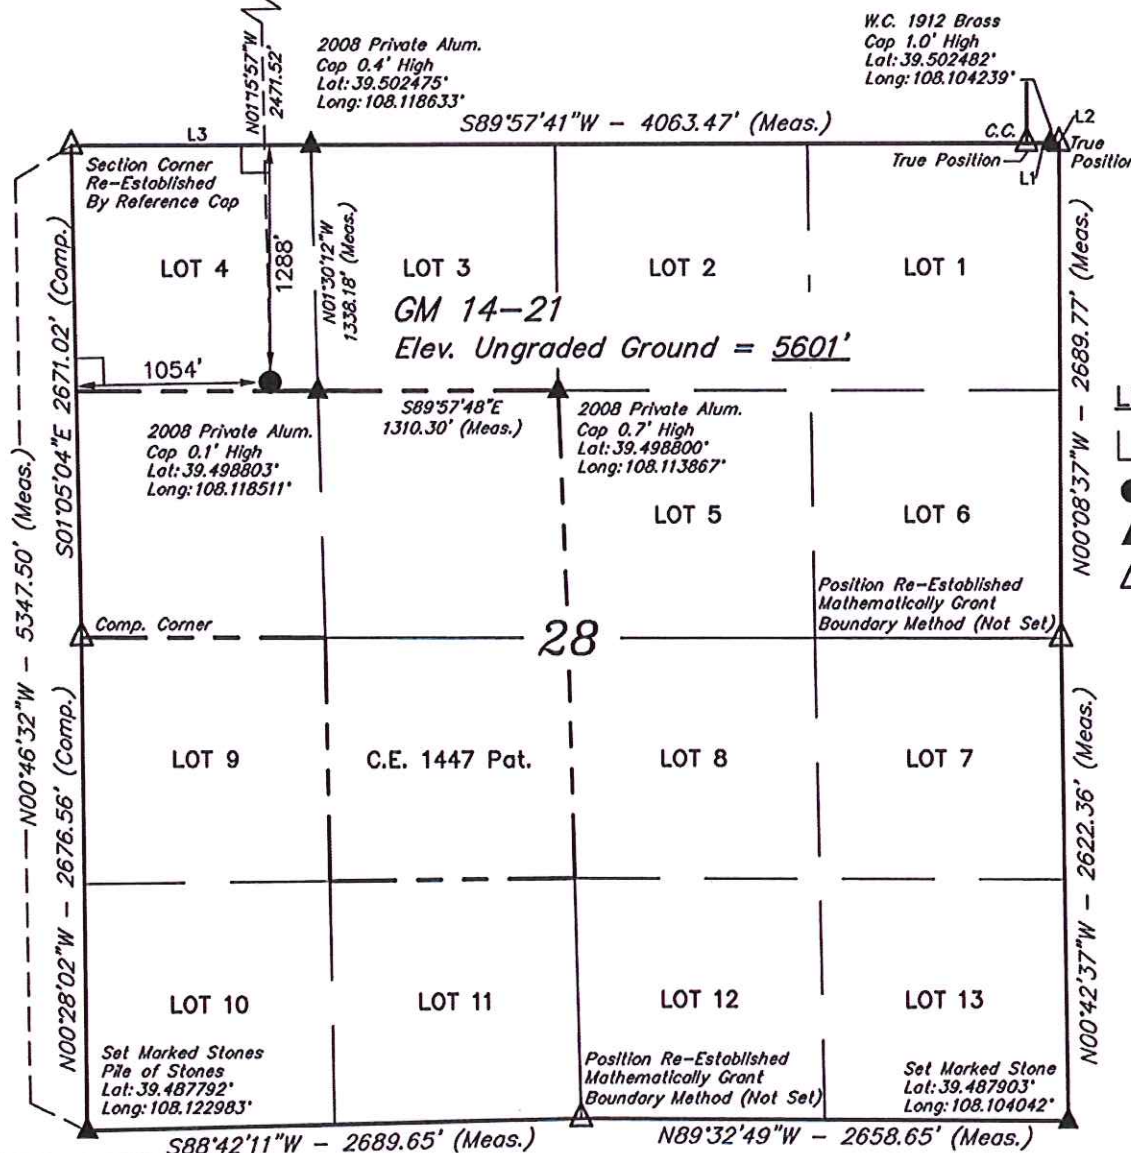 N01°15'57"W
2471.52'
2008 Private Alum.
Cap 0.4' High
Lat: 39.502475°
Long: 108.118633°
W.C. 1912 Brass
Cap 1.0' High
Lat: 39.502482°
Long: 108.104239°
L3
S89°57'41"W - 4063.47' (Meas.)
C.C.
L2
True
Position
True Position
L1
Section Corner
Re-Established
By Reference Cap
LOT 4
1288'
N01°30'12"W
1338.18' (Meas.)
LOT 3
LOT 2
LOT 1
GM 14-21
Elev. Ungraded Ground = 5601'
1054'
S89°57'48"E
1310.30' (Meas.)
2008 Private Alum.
Cap 0.1' High
Lat: 39.498803°
Long: 108.118511°
2008 Private Alum.
Cap 0.7' High
Lat: 39.498800°
Long: 108.113867°
S01°05'04"E 2671.02' (Comp.)
N00°46'32"W - 5347.50' (Meas.)
N00°08'37"W - 2689.77' (Meas.)
L
LOT 5
LOT 6
Position Re-Established
Mathematically Grant
Boundary Method (Not Set)
Comp. Corner
28
LOT 9
C.E. 1447 Pat.
LOT 8
LOT 7
N00°28'02"W - 2676.56' (Comp.)
N00°42'37"W - 2622.36' (Meas.)
LOT 10
LOT 11
LOT 12
LOT 13
Set Marked Stones
Pile of Stones
Lat: 39.487792°
Long: 108.122983°
Position Re-Established
Mathematically Grant
Boundary Method (Not Set)
Set Marked Stone
Lat: 39.487903°
Long: 108.104042°
S88°42'11"W - 2689.65' (Meas.)
N89°32'49"W - 2658.65' (Meas.)